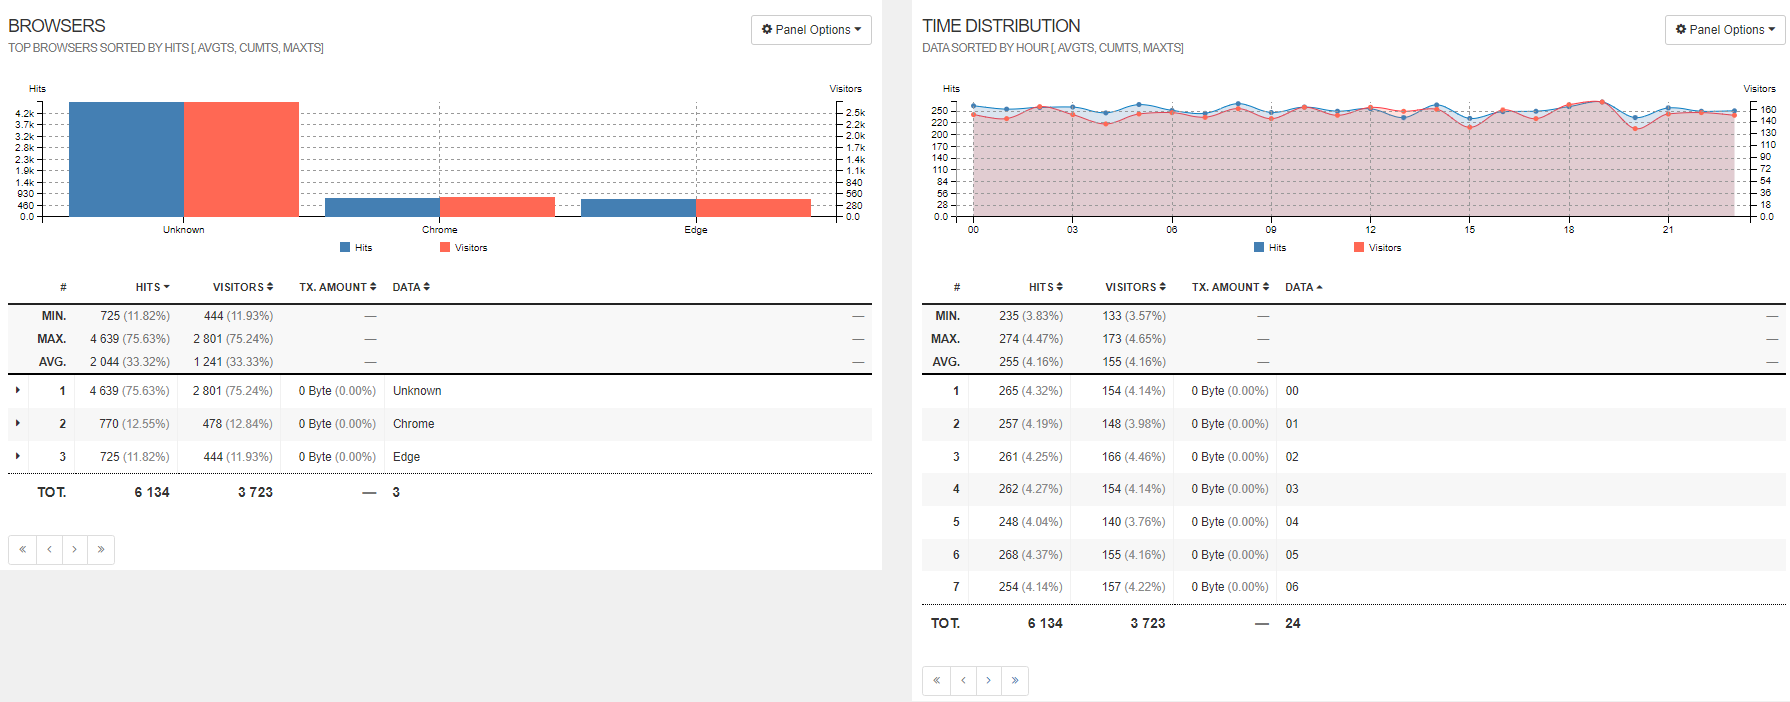 BROWSERS
Panel Options
TOP BROWSERS SORTED BY HITS [, AVGTS, CUMTS, MAXTS]
Hits Visitors
4.2k 2.5k
3.7k 2.2k
3.2k 2.0k
2.8k 1.7k
2.3k 1.4k
1.9k 1.1k
1.4k 840
930 560
460 280
0.0 0.0
Unknown Chrome Edge
Hits Visitors
# HITS VISITORS TX. AMOUNT DATA
MIN. 725 (11.82%) 444 (11.93%) — —
MAX. 4 639 (75.63%) 2 801 (75.24%) — —
AVG. 2 044 (33.32%) 1 241 (33.33%) — —
1 4 639 (75.63%) 2 801 (75.24%) 0 Byte (0.00%) Unknown
2 770 (12.55%) 478 (12.84%) 0 Byte (0.00%) Chrome
3 725 (11.82%) 444 (11.93%) 0 Byte (0.00%) Edge
TOT. 6 134 3 723 — 3
« ‹ › »
TIME DISTRIBUTION
Panel Options
DATA SORTED BY HOUR [, AVGTS, CUMTS, MAXTS]
Hits Visitors
250 160
220 140
200 130
170 110
140 90
110 72
84 54
56 36
28 18
0.0 0.0
00 03 06 09 12 15 18 21
Hits Visitors
# HITS VISITORS TX. AMOUNT DATA
MIN. 235 (3.83%) 133 (3.57%) — —
MAX. 274 (4.47%) 173 (4.65%) — —
AVG. 255 (4.16%) 155 (4.16%) — —
1 265 (4.32%) 154 (4.14%) 0 Byte (0.00%) 00
2 257 (4.19%) 148 (3.98%) 0 Byte (0.00%) 01
3 261 (4.25%) 166 (4.46%) 0 Byte (0.00%) 02
4 262 (4.27%) 154 (4.14%) 0 Byte (0.00%) 03
5 248 (4.04%) 140 (3.76%) 0 Byte (0.00%) 04
6 268 (4.37%) 155 (4.16%) 0 Byte (0.00%) 05
7 254 (4.14%) 157 (4.22%) 0 Byte (0.00%) 06
TOT. 6 134 3 723 — 24
« ‹ › »